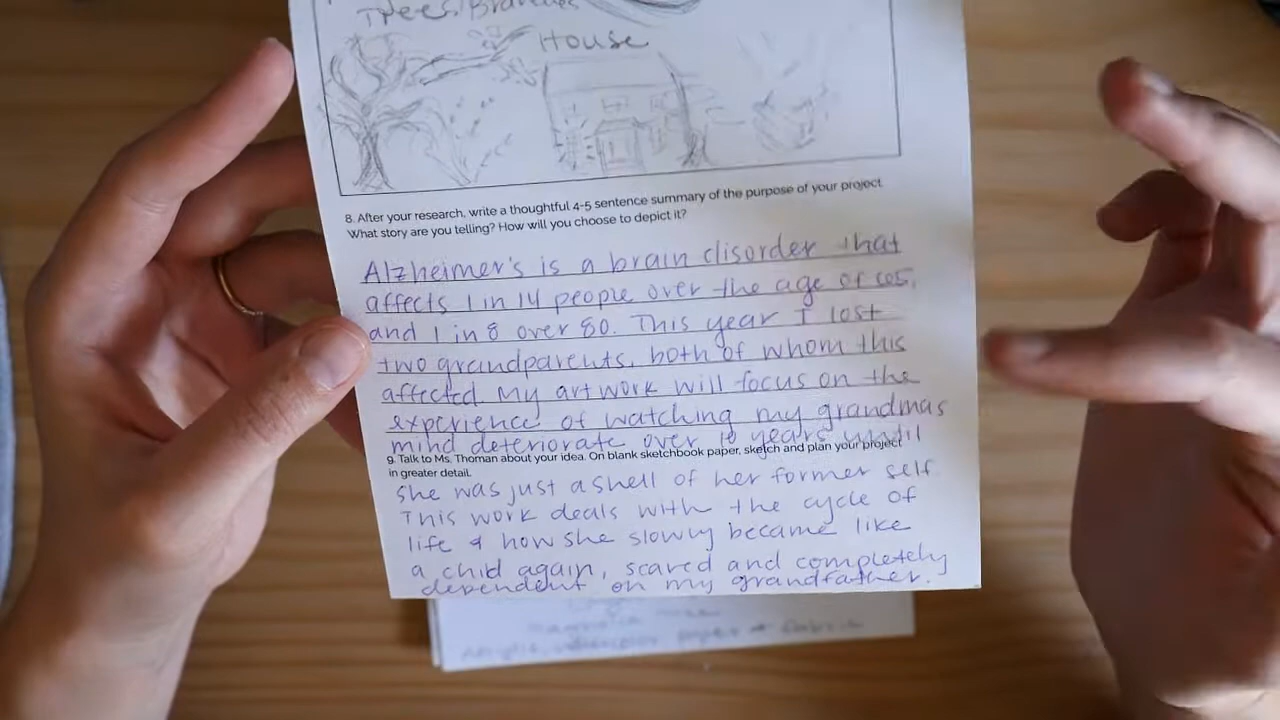 Trees/Branches
House
8. After your research, write a thoughtful 4-5 sentence summary of the purpose of your project.
What story are you telling? How will you choose to depict it?
Alzheimer's is a brain disorder that
affects 1 in 14 people over the age of 65,
and 1 in 8 over 80. This year I lost
two grandparents, both of whom this
affected. My artwork will focus on the
experience of watching my grandmas
mind deteriorate over 10 years until
9. Talk to Ms. Thoman about your idea. On blank sketchbook paper, sketch and plan your project
in greater detail.
she was just a shell of her former self.
This work deals with the cycle of
life & how she slowly became like
a child again, scared and completely
dependent on my grandfather.